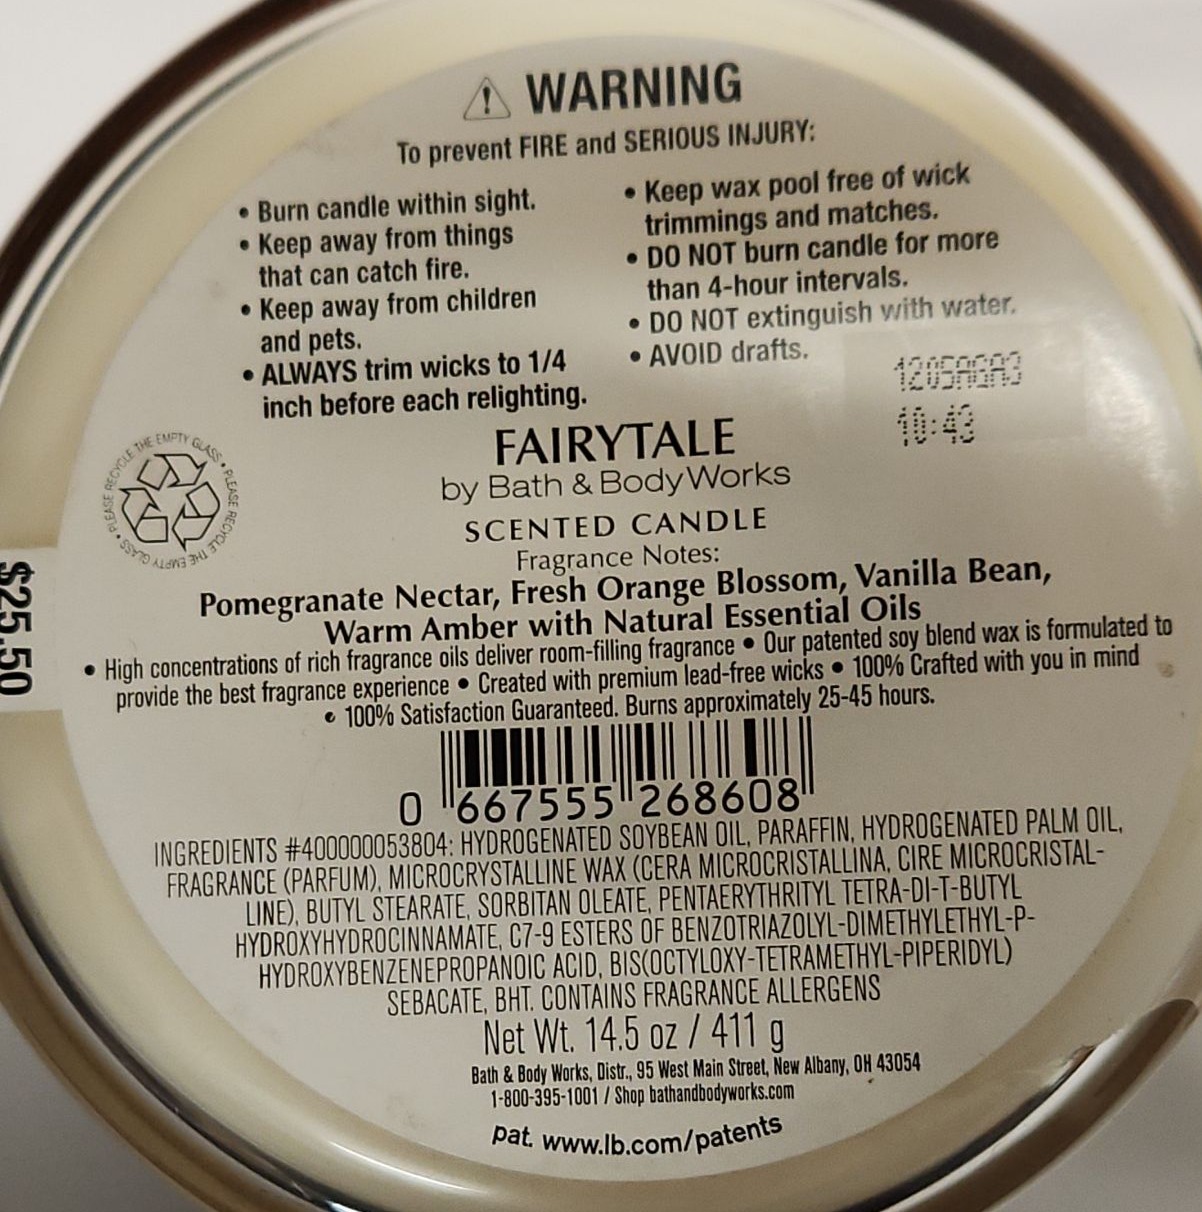 WARNING
To prevent FIRE and SERIOUS INJURY:
• Burn candle within sight.
• Keep away from things
that can catch fire.
• Keep away from children
and pets.
• ALWAYS trim wicks to 1/4
inch before each relighting.
• Keep wax pool free of wick
trimmings and matches.
• DO NOT burn candle for more
than 4-hour intervals.
• DO NOT extinguish with water.
• AVOID drafts.
1205AGA3
10:43
PLEASE RECYCLE THE EMPTY GLASS • PLEASE RECYCLE THE EMPTY GLASS •
FAIRYTALE
by Bath & Body Works
SCENTED CANDLE
Fragrance Notes:
Pomegranate Nectar, Fresh Orange Blossom, Vanilla Bean,
Warm Amber with Natural Essential Oils
• High concentrations of rich fragrance oils deliver room-filling fragrance • Our patented soy blend wax is formulated to
provide the best fragrance experience • Created with premium lead-free wicks • 100% Crafted with you in mind
• 100% Satisfaction Guaranteed. Burns approximately 25-45 hours.
$25.50
0 667555 268608
INGREDIENTS #400000053804: HYDROGENATED SOYBEAN OIL, PARAFFIN, HYDROGENATED PALM OIL,
FRAGRANCE (PARFUM), MICROCRYSTALLINE WAX (CERA MICROCRISTALLINA, CIRE MICROCRISTAL-
LINE), BUTYL STEARATE, SORBITAN OLEATE, PENTAERYTHRITYL TETRA-DI-T-BUTYL
HYDROXYHYDROCINNAMATE, C7-9 ESTERS OF BENZOTRIAZOLYL-DIMETHYLETHYL-P-
HYDROXYBENZENEPROPANOIC ACID, BIS(OCTYLOXY-TETRAMETHYL-PIPERIDYL)
SEBACATE, BHT. CONTAINS FRAGRANCE ALLERGENS
Net Wt. 14.5 oz / 411 g
Bath & Body Works, Distr., 95 West Main Street, New Albany, OH 43054
1-800-395-1001 / Shop bathandbodyworks.com
pat. www.lb.com/patents